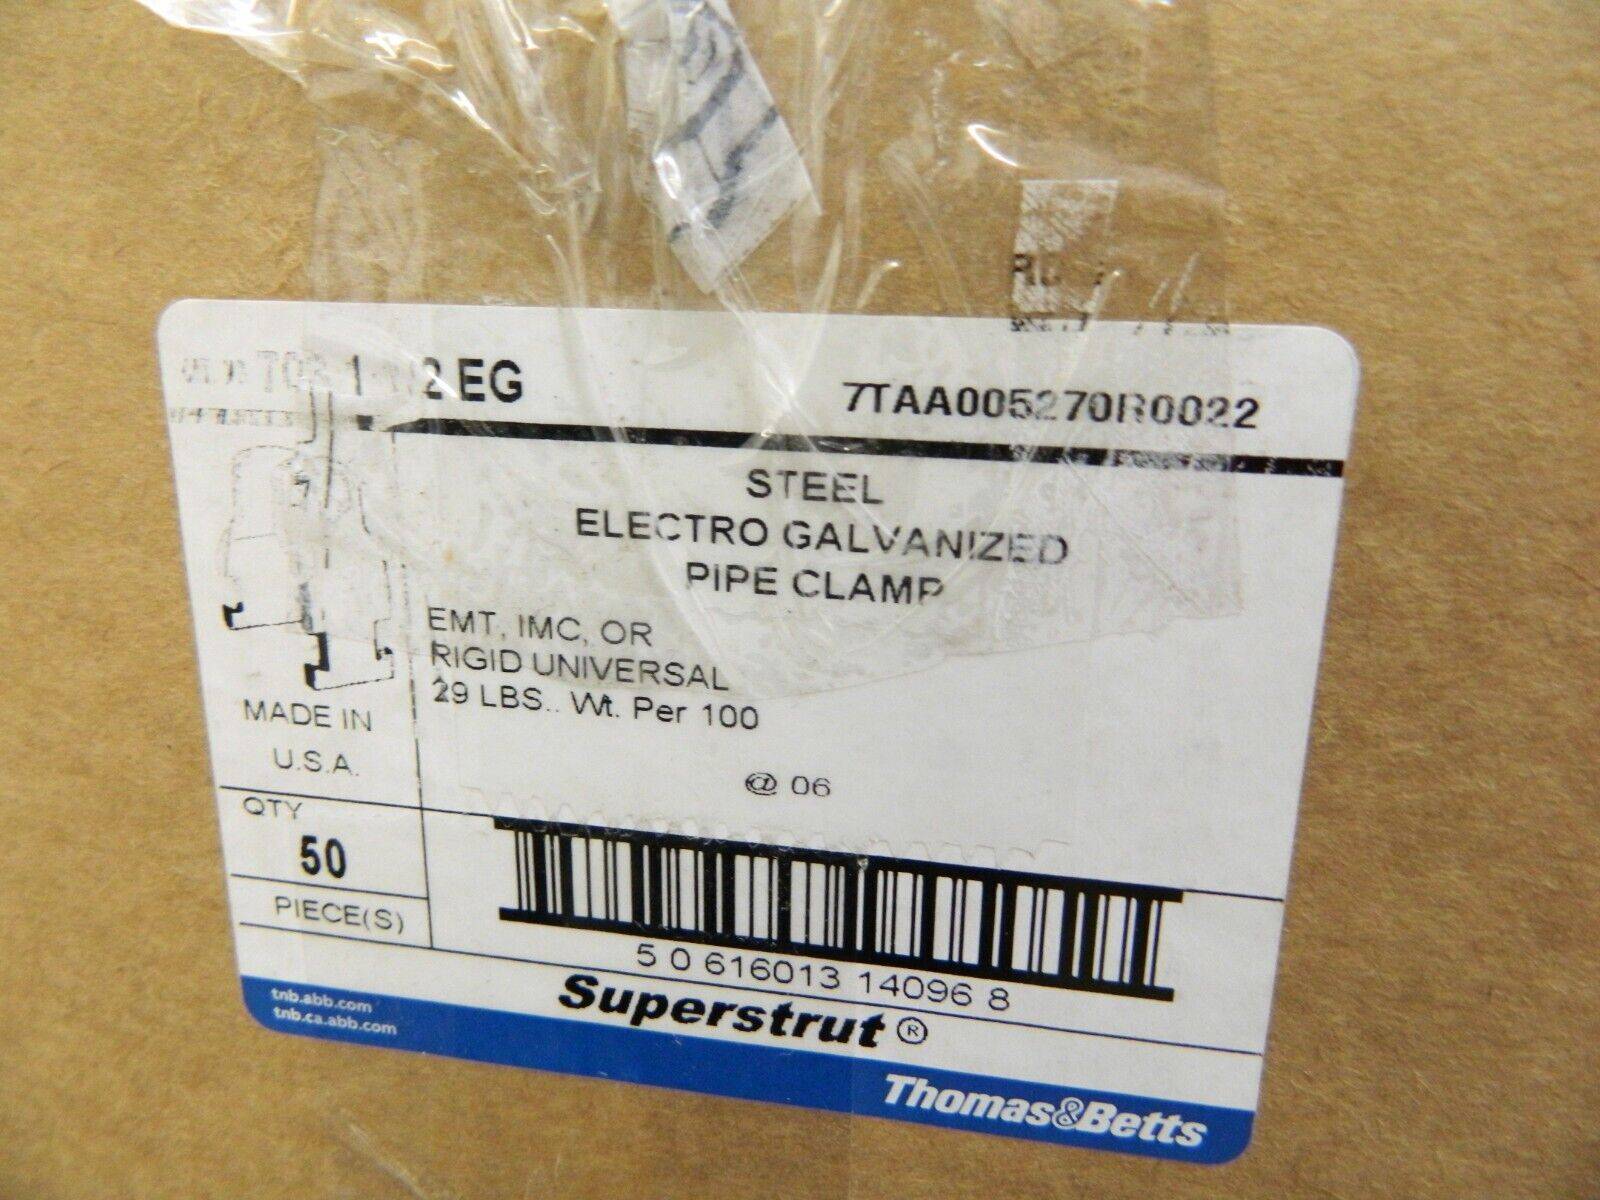 EG
7TAA005270R0022
STEEL
ELECTRO GALVANIZED
PIPE CLAMP
EMT, IMC, OR
RIGID UNIVERSAL
29 LBS.. Wt. Per 100
MADE IN
U.S.A.
@ 06
QTY
50
PIECE(S)
5 0 616013 14096 8
Superstrut®
tnb.abb.com
tnb.ca.abb.com
Thomas&Betts